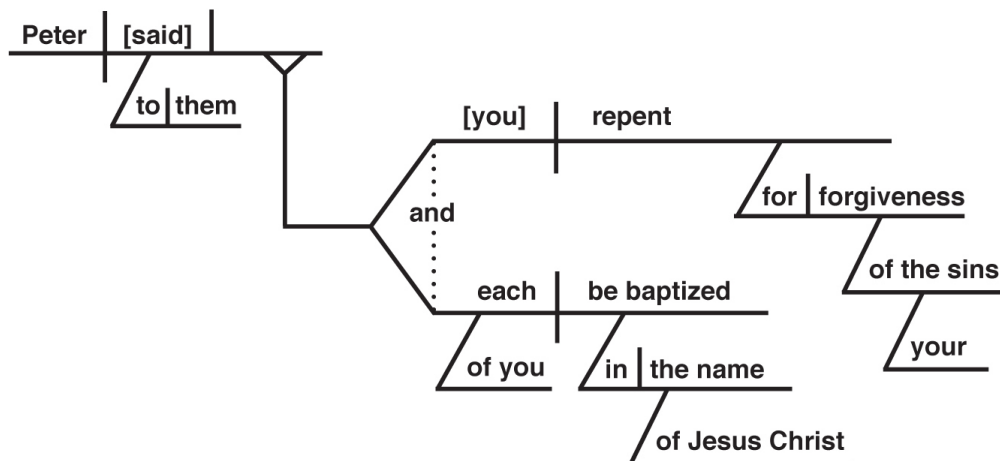 Peter [said]
to them
[you] repent
for forgiveness
and
of the sins
each be baptized
your
of you in the name
of Jesus Christ